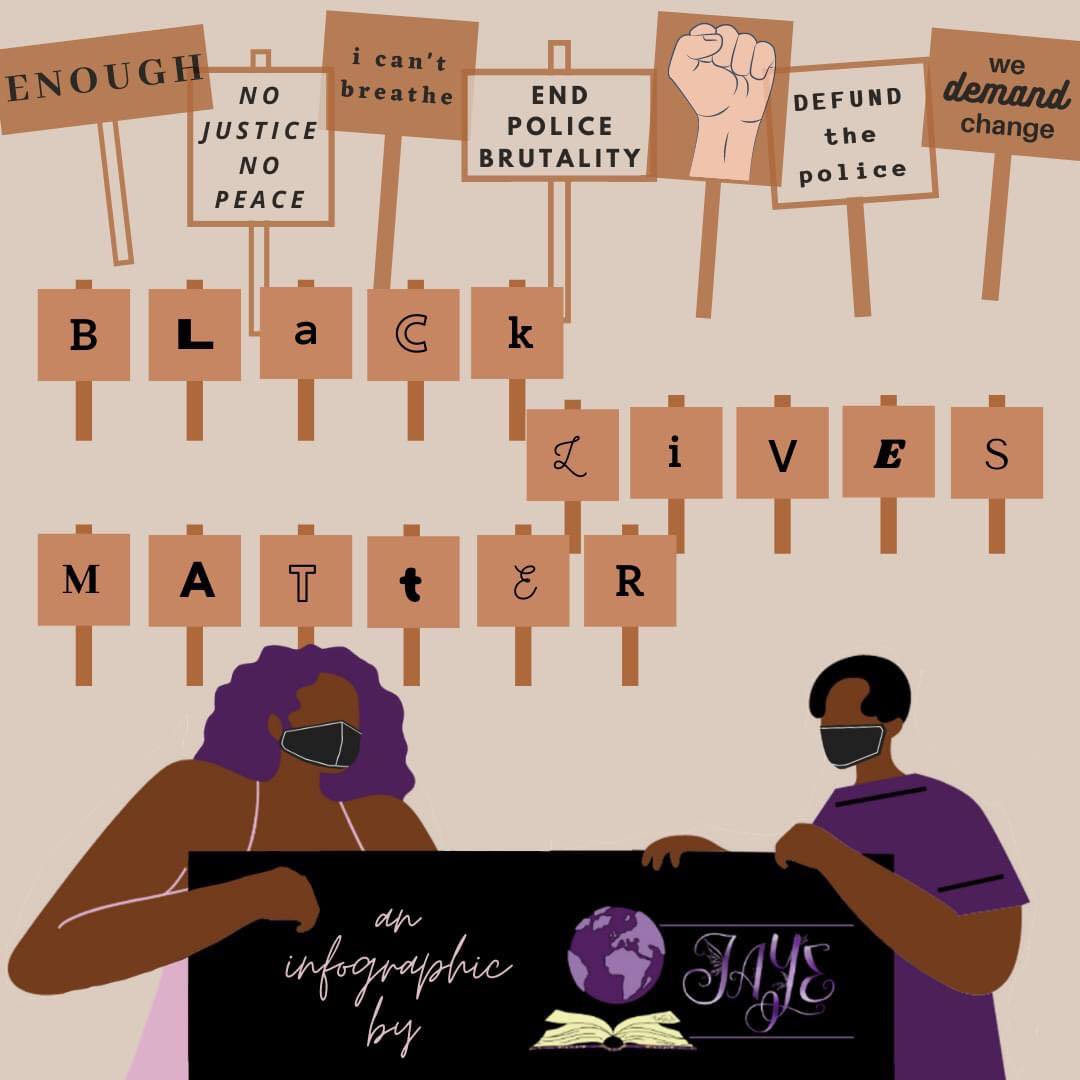 ENOUGH
NO
JUSTICE
NO
PEACE
i can't
breathe
END
POLICE
BRUTALITY
DEFUND
the
police
we
demand
change
BLaCk
LiVES
MATtER
an
infographic
by
JAYE